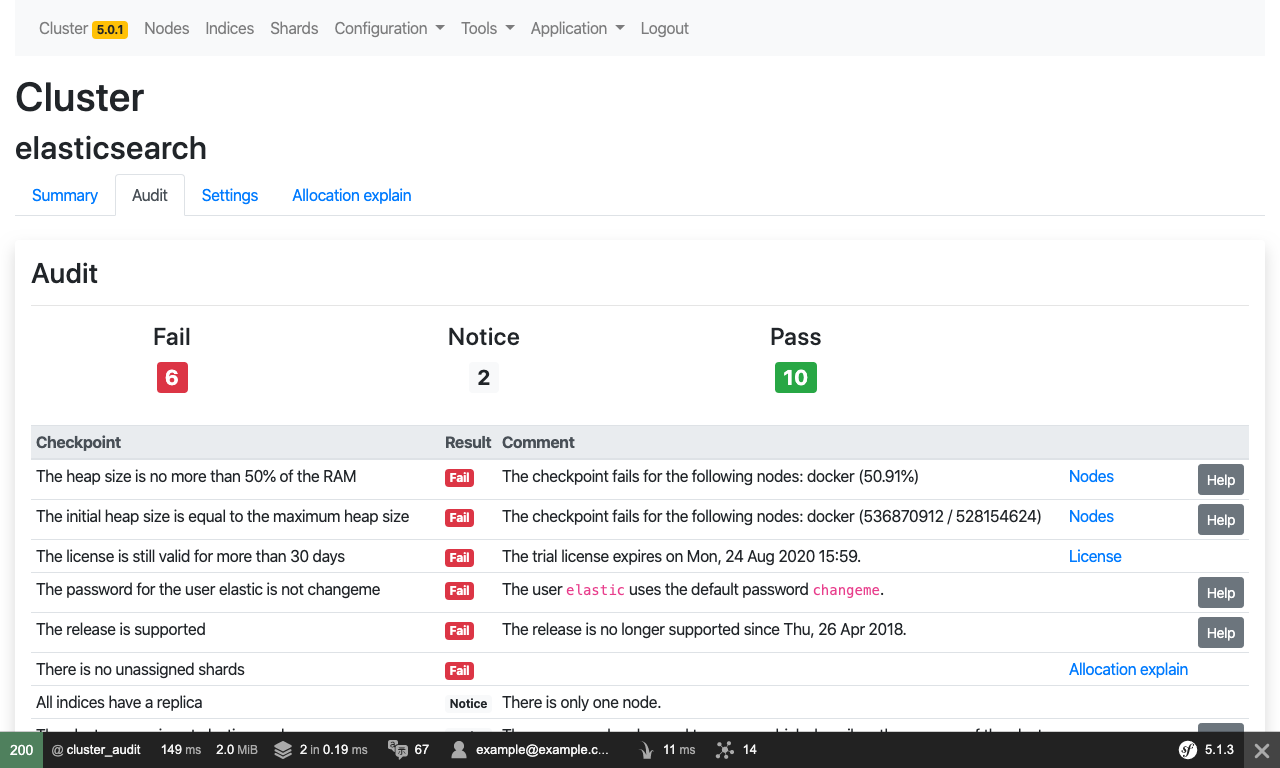 Cluster 5.0.1 Nodes Indices Shards Configuration Tools Application Logout
Cluster
elasticsearch
Summary Audit Settings Allocation explain
Audit
Fail Notice Pass
6 2 10
Checkpoint Result Comment
The heap size is no more than 50% of the RAM Fail The checkpoint fails for the following nodes: docker (50.91%) Nodes Help
The initial heap size is equal to the maximum heap size Fail The checkpoint fails for the following nodes: docker (536870912 / 528154624) Nodes Help
The license is still valid for more than 30 days Fail The trial license expires on Mon, 24 Aug 2020 15:59. License
The password for the user elastic is not changeme Fail The user elastic uses the default password changeme. Help
The release is supported Fail The release is no longer supported since Thu, 26 Apr 2018. Help
There is no unassigned shards Fail Allocation explain
All indices have a replica Notice There is only one node.
200 @ cluster_audit 149 ms 2.0 MiB 2 in 0.19 ms 67 example@example.c... 11 ms 14 sf 5.1.3